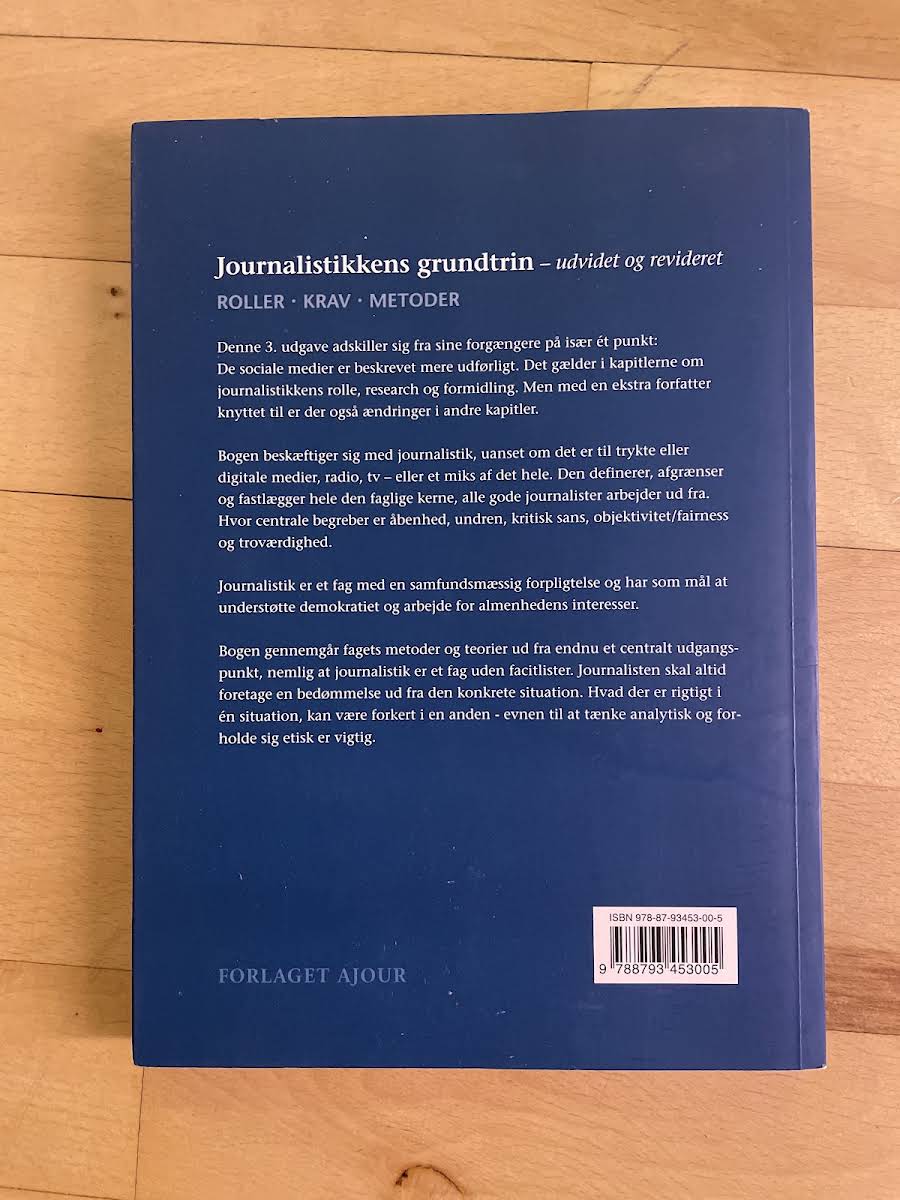 Journalistikkens grundtrin – udvidet og revideret
ROLLER · KRAV · METODER
Denne 3. udgave adskiller sig fra sine forgængere på især ét punkt:
De sociale medier er beskrevet mere udførligt. Det gælder i kapitlerne om
journalistikkens rolle, research og formidling. Men med en ekstra forfatter
knyttet til er der også ændringer i andre kapitler.
Bogen beskæftiger sig med journalistik, uanset om det er til trykte eller
digitale medier, radio, tv – eller et miks af det hele. Den definerer, afgrænser
og fastlægger hele den faglige kerne, alle gode journalister arbejder ud fra.
Hvor centrale begreber er åbenhed, undren, kritisk sans, objektivitet/fairness
og troværdighed.
Journalistik er et fag med en samfundsmæssig forpligtelse og har som mål at
understøtte demokratiet og arbejde for almenhedens interesser.
Bogen gennemgår fagets metoder og teorier ud fra endnu et centralt udgangs-
punkt, nemlig at journalistik er et fag uden facitlister. Journalisten skal altid
foretage en bedømmelse ud fra den konkrete situation. Hvad der er rigtigt i
én situation, kan være forkert i en anden - evnen til at tænke analytisk og for-
holde sig etisk er vigtig.
ISBN 978-87-93453-00-5
9 788793 453005
FORLAGET AJOUR